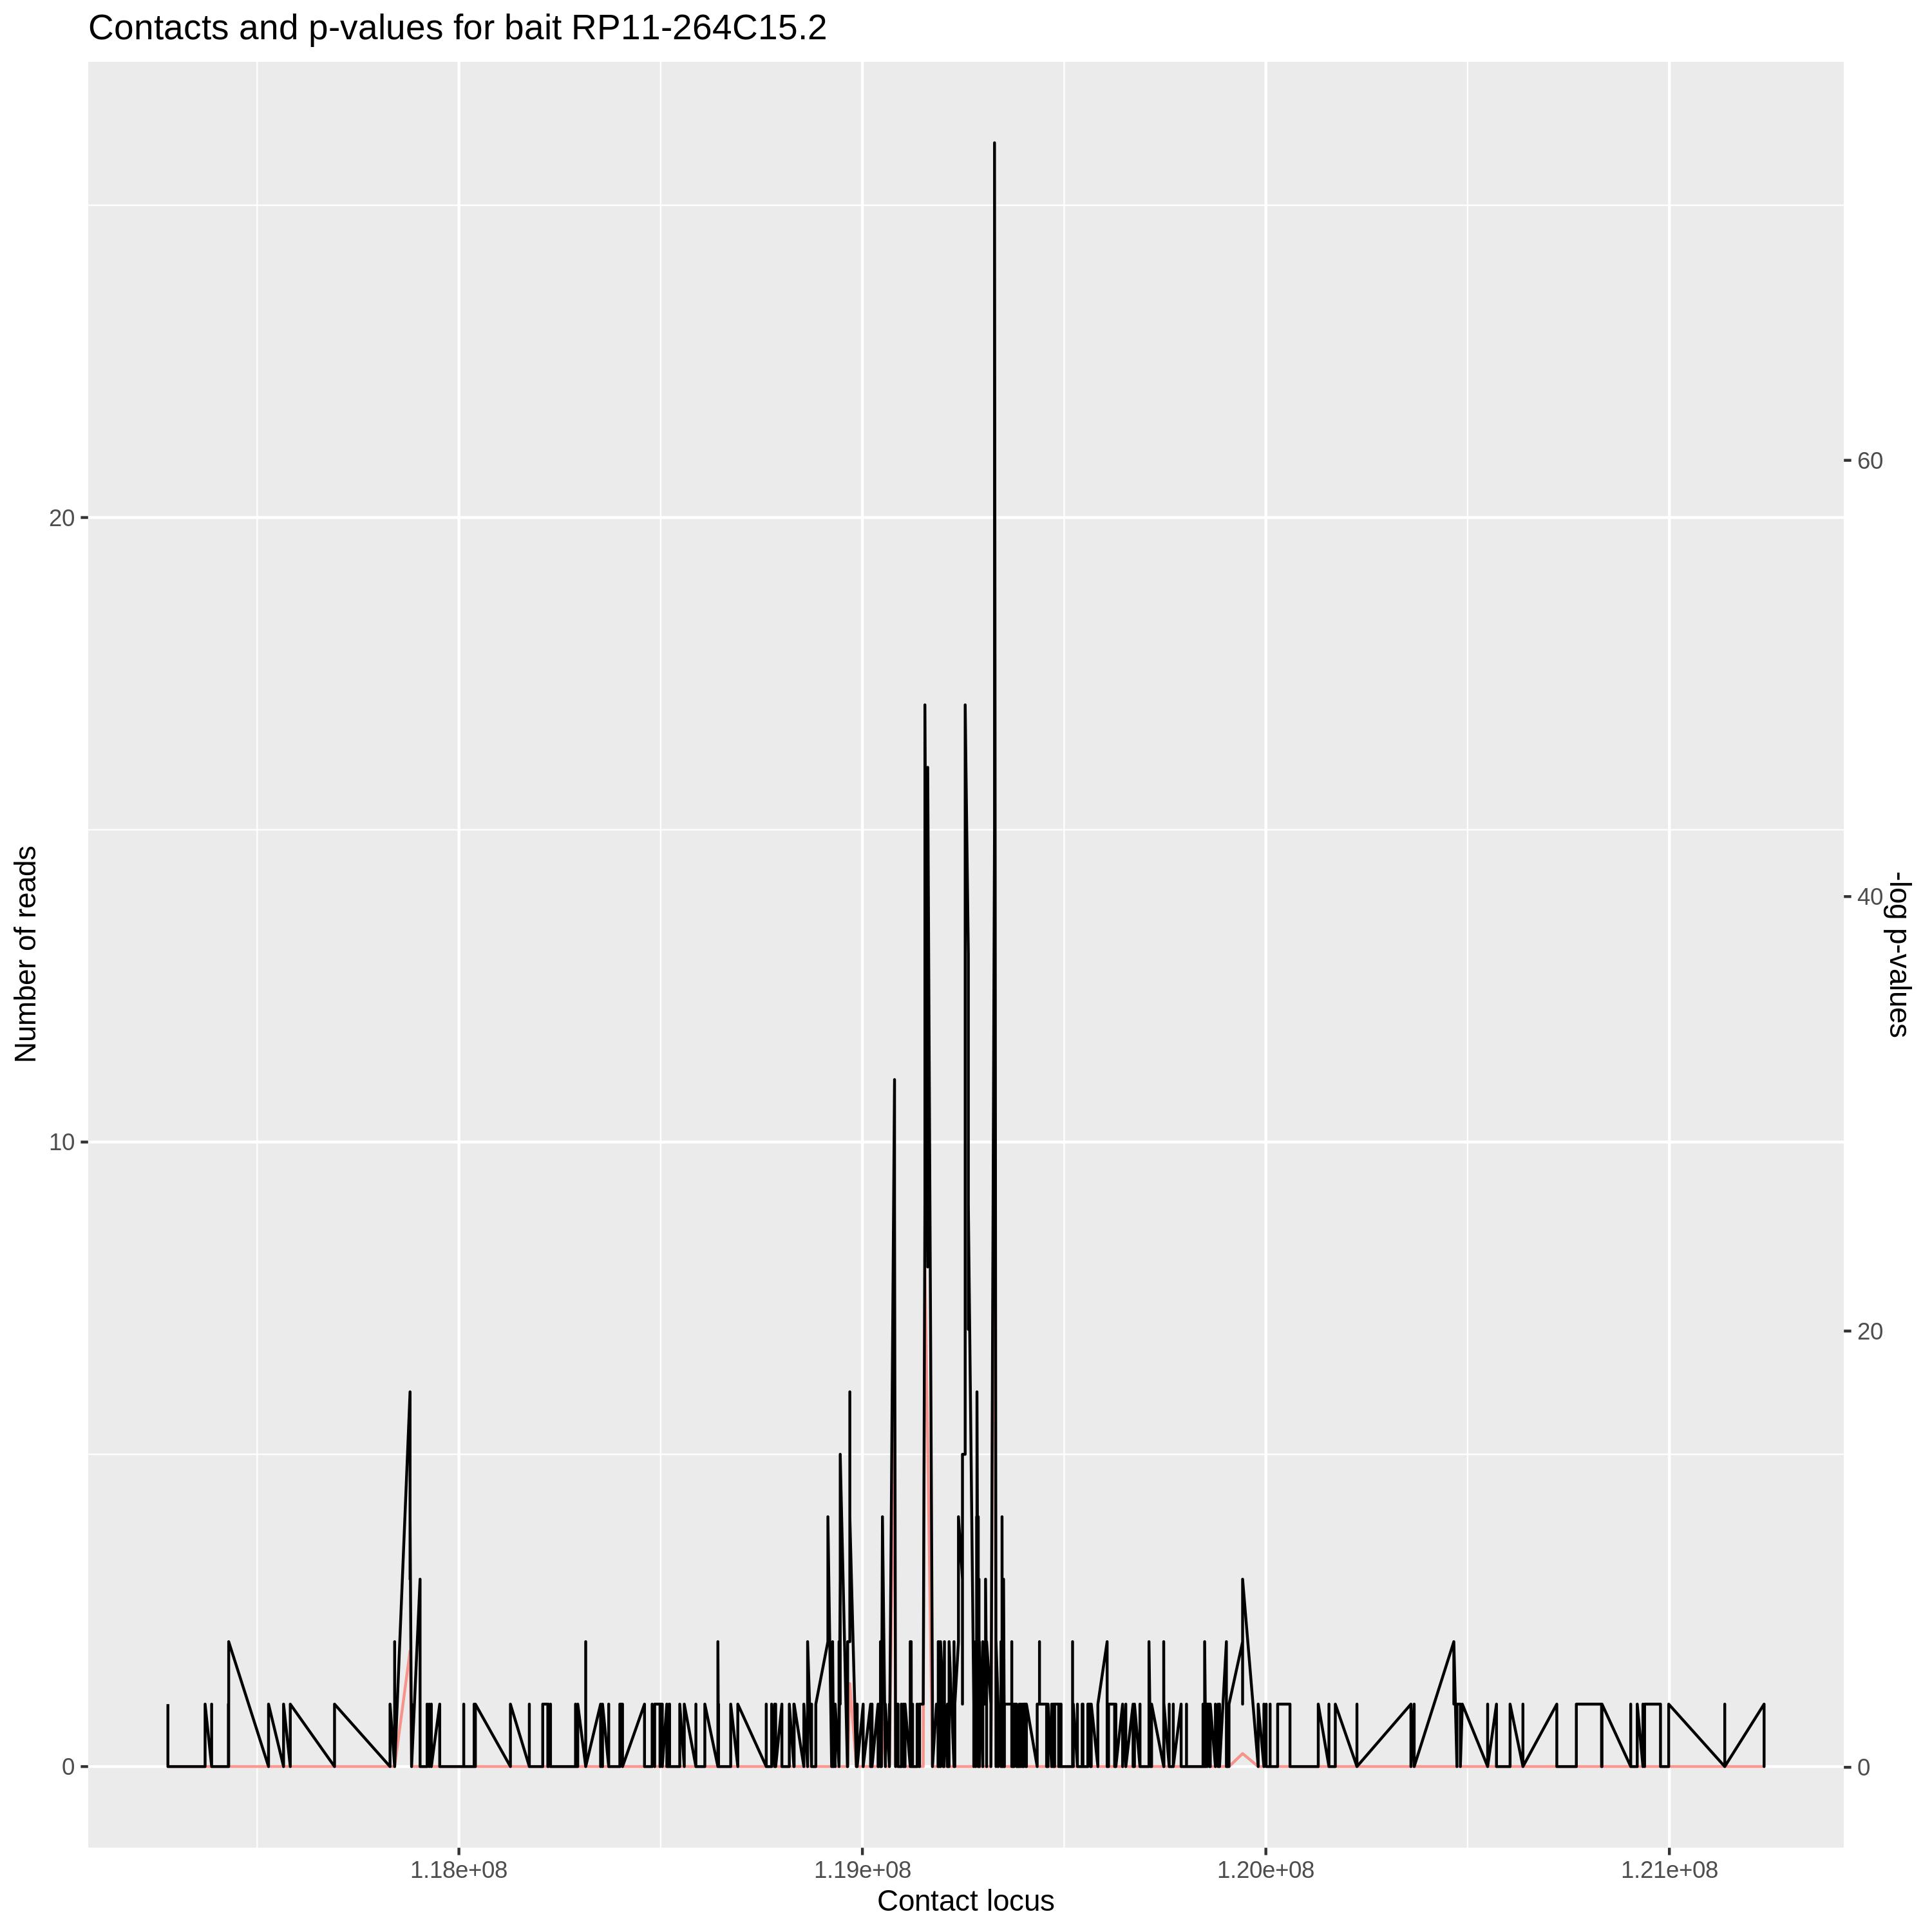 Contacts and p-values for bait RP11-264C15.2
Number of reads
20
10
0
60
40
20
0
-log p-values
1.18e+08
1.19e+08
1.20e+08
1.21e+08
Contact locus